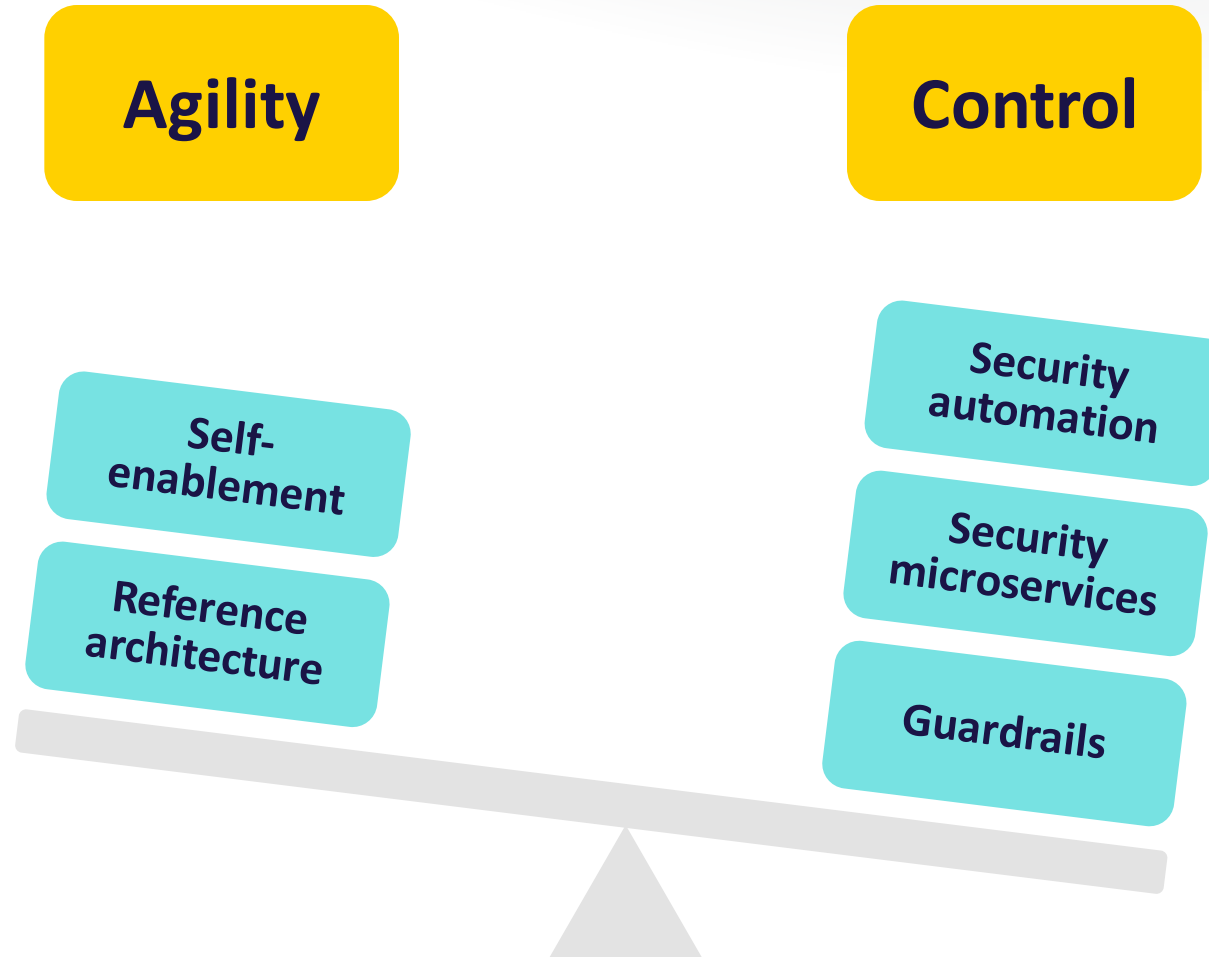 Agility
Control
Self-
enablement
Reference
architecture
Security
automation
Security
microservices
Guardrails